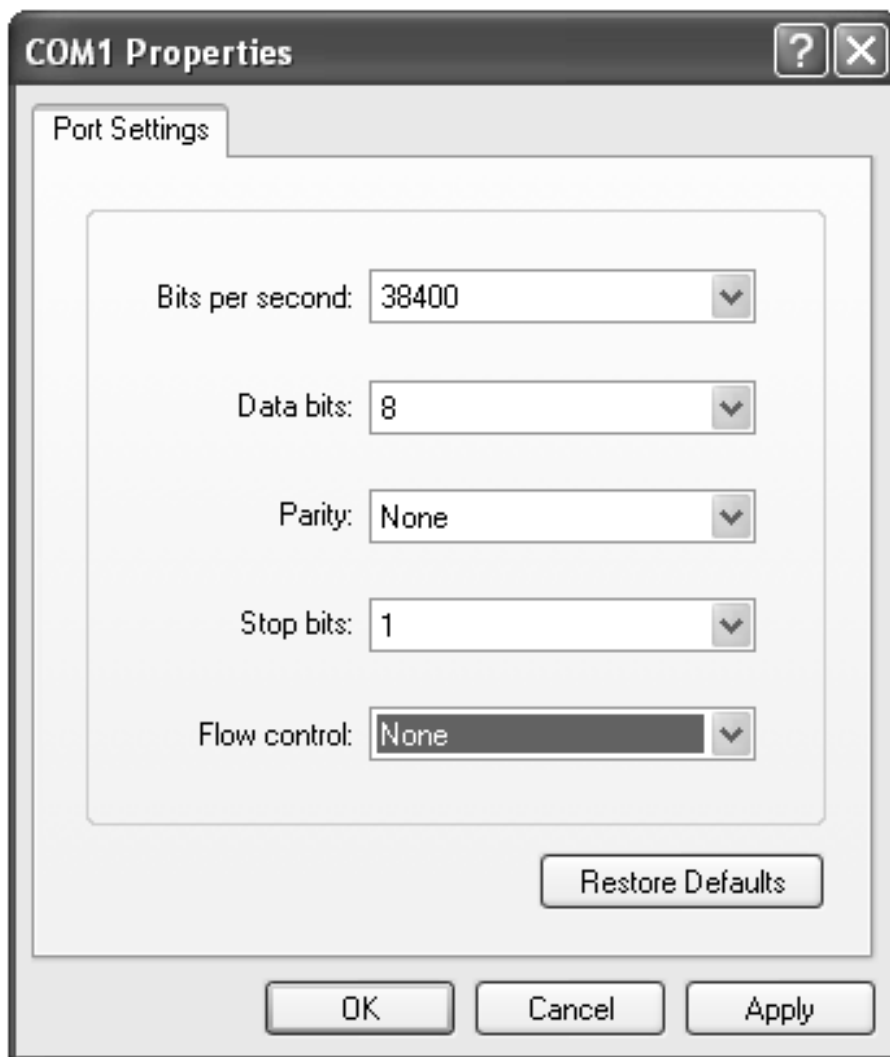 COM1 Properties
Port Settings
Bits per second: 38400
Data bits: 8
Parity: None
Stop bits: 1
Flow control: None
Restore Defaults
OK Cancel Apply